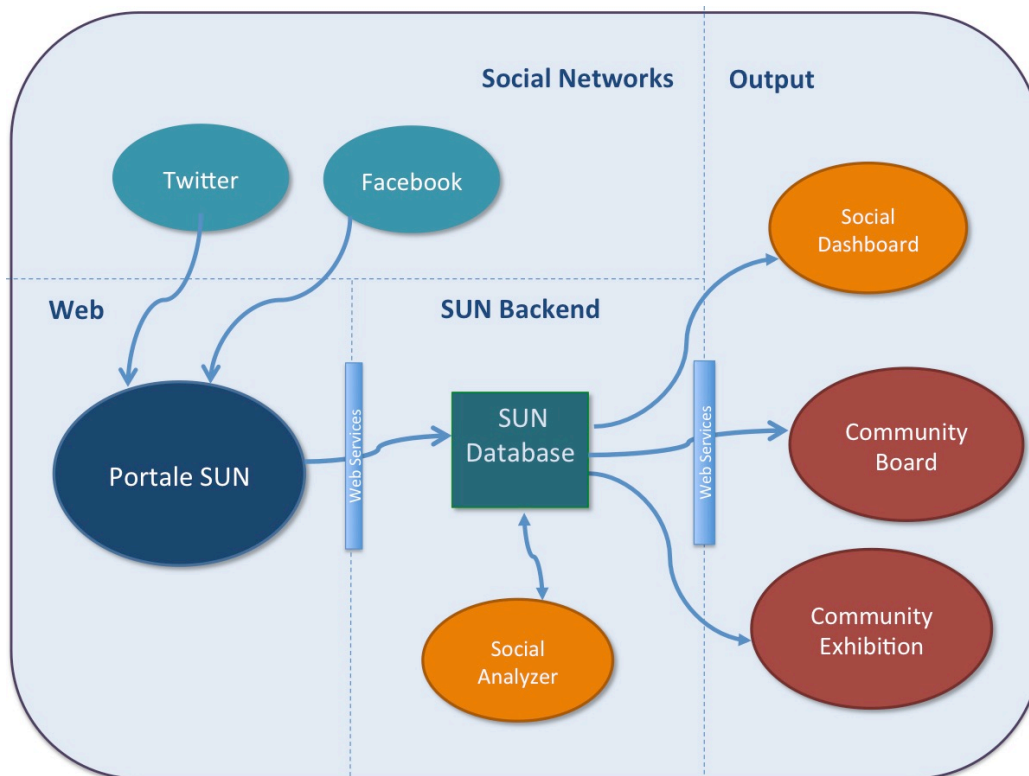 Social Networks
Output
Twitter
Facebook
Social
Dashboard
Web
SUN Backend
Portale SUN
Web Services
SUN
Database
Web Services
Community
Board
Social
Analyzer
Community
Exhibition